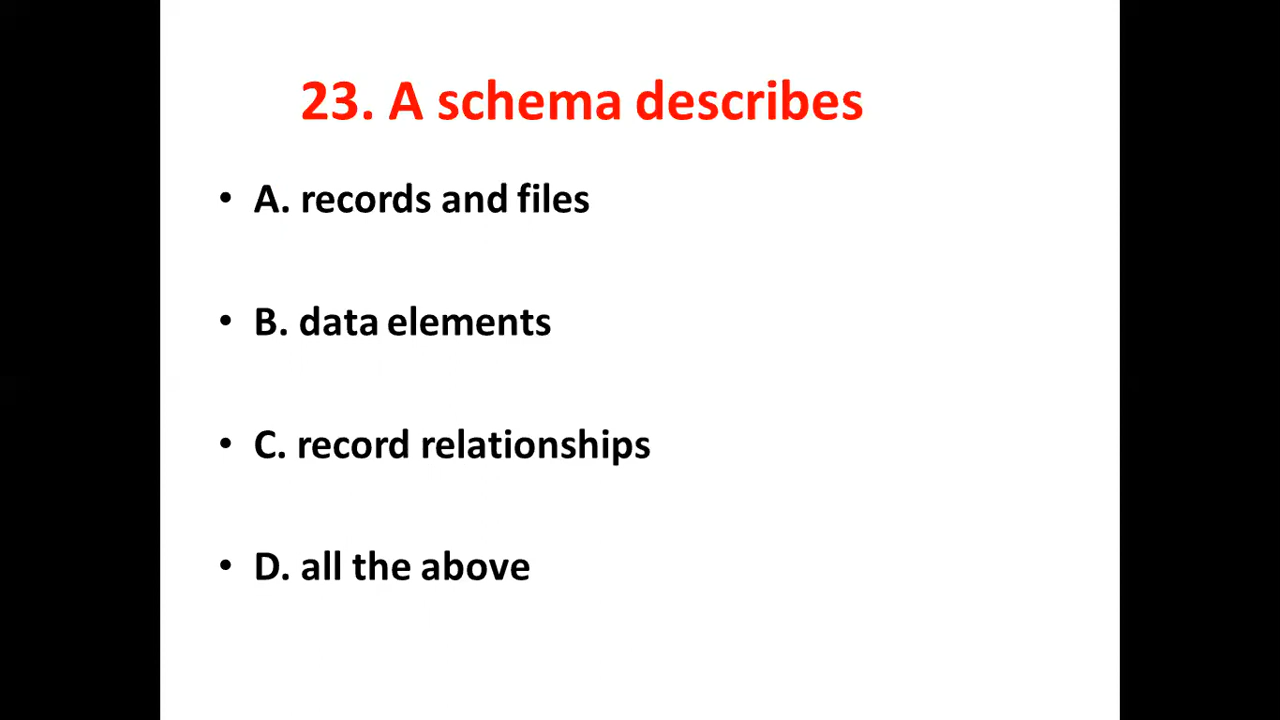 23. A schema describes
• A. records and files
• B. data elements
• C. record relationships
• D. all the above